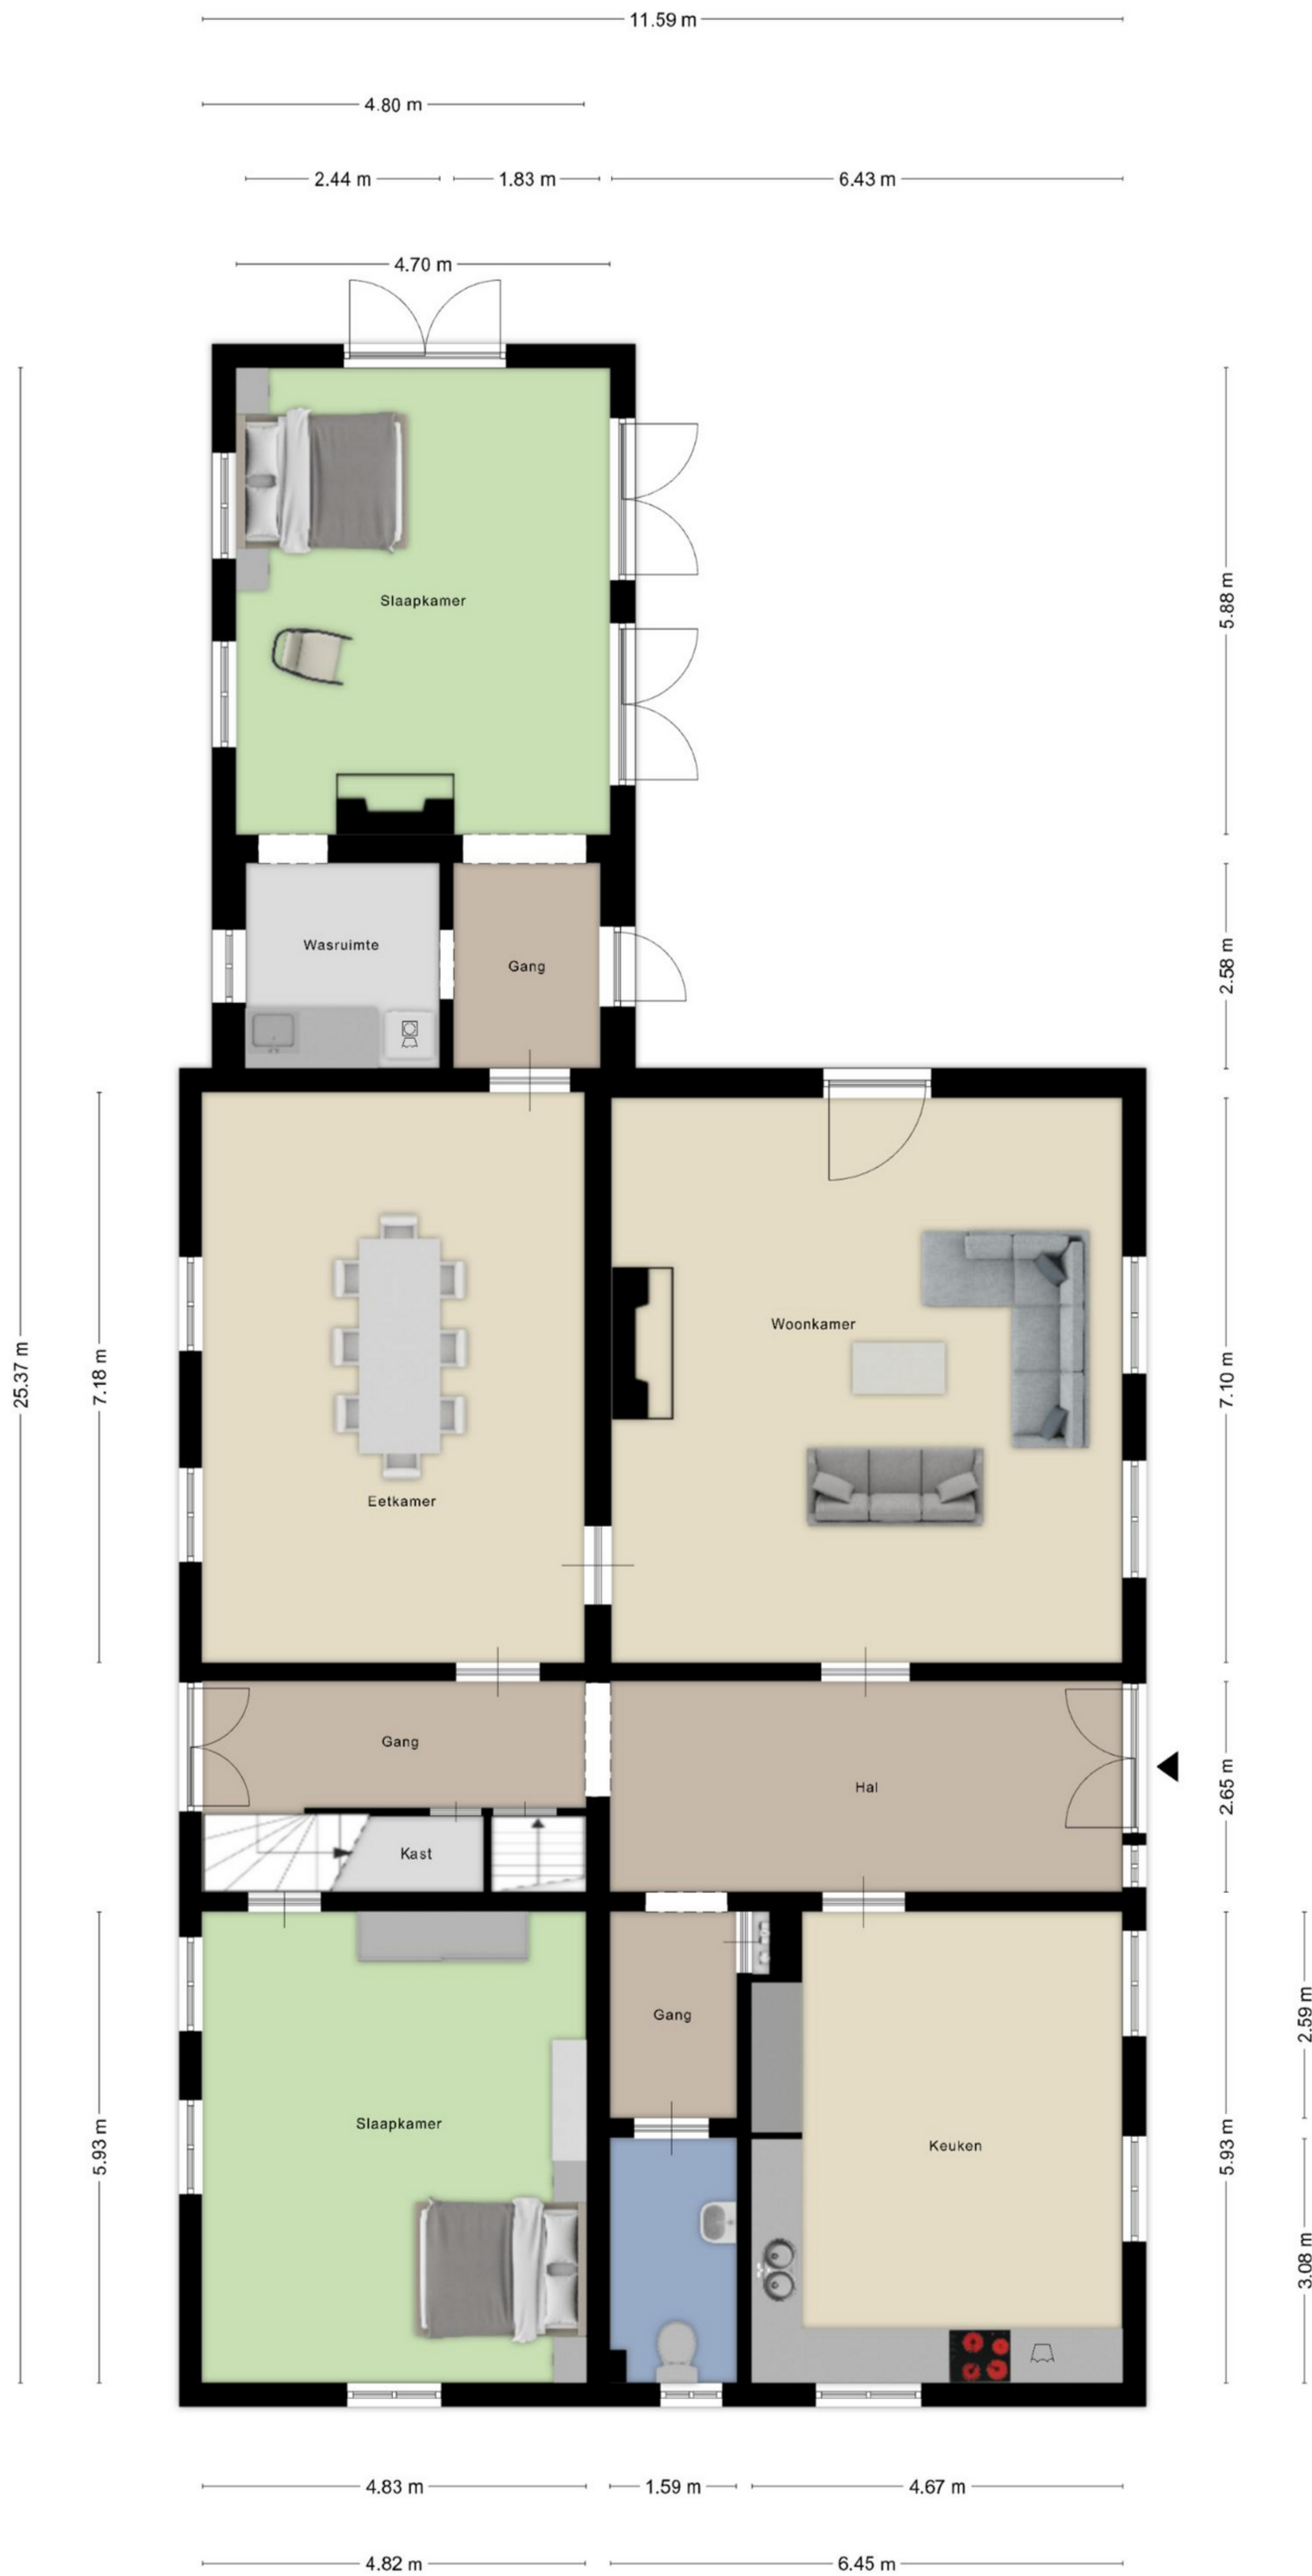 11.59 m
4.80 m
2.44 m
1.83 m
6.43 m
4.70 m
Slaapkamer
5.88 m
Wasruimte
Gang
2.58 m
Woonkamer
25.37 m
7.18 m
7.10 m
Eetkamer
Gang
Hal
2.65 m
Kast
Gang
2.59 m
Slaapkamer
5.93 m
Keuken
5.93 m
3.08 m
4.83 m
1.59 m
4.67 m
4.82 m
6.45 m